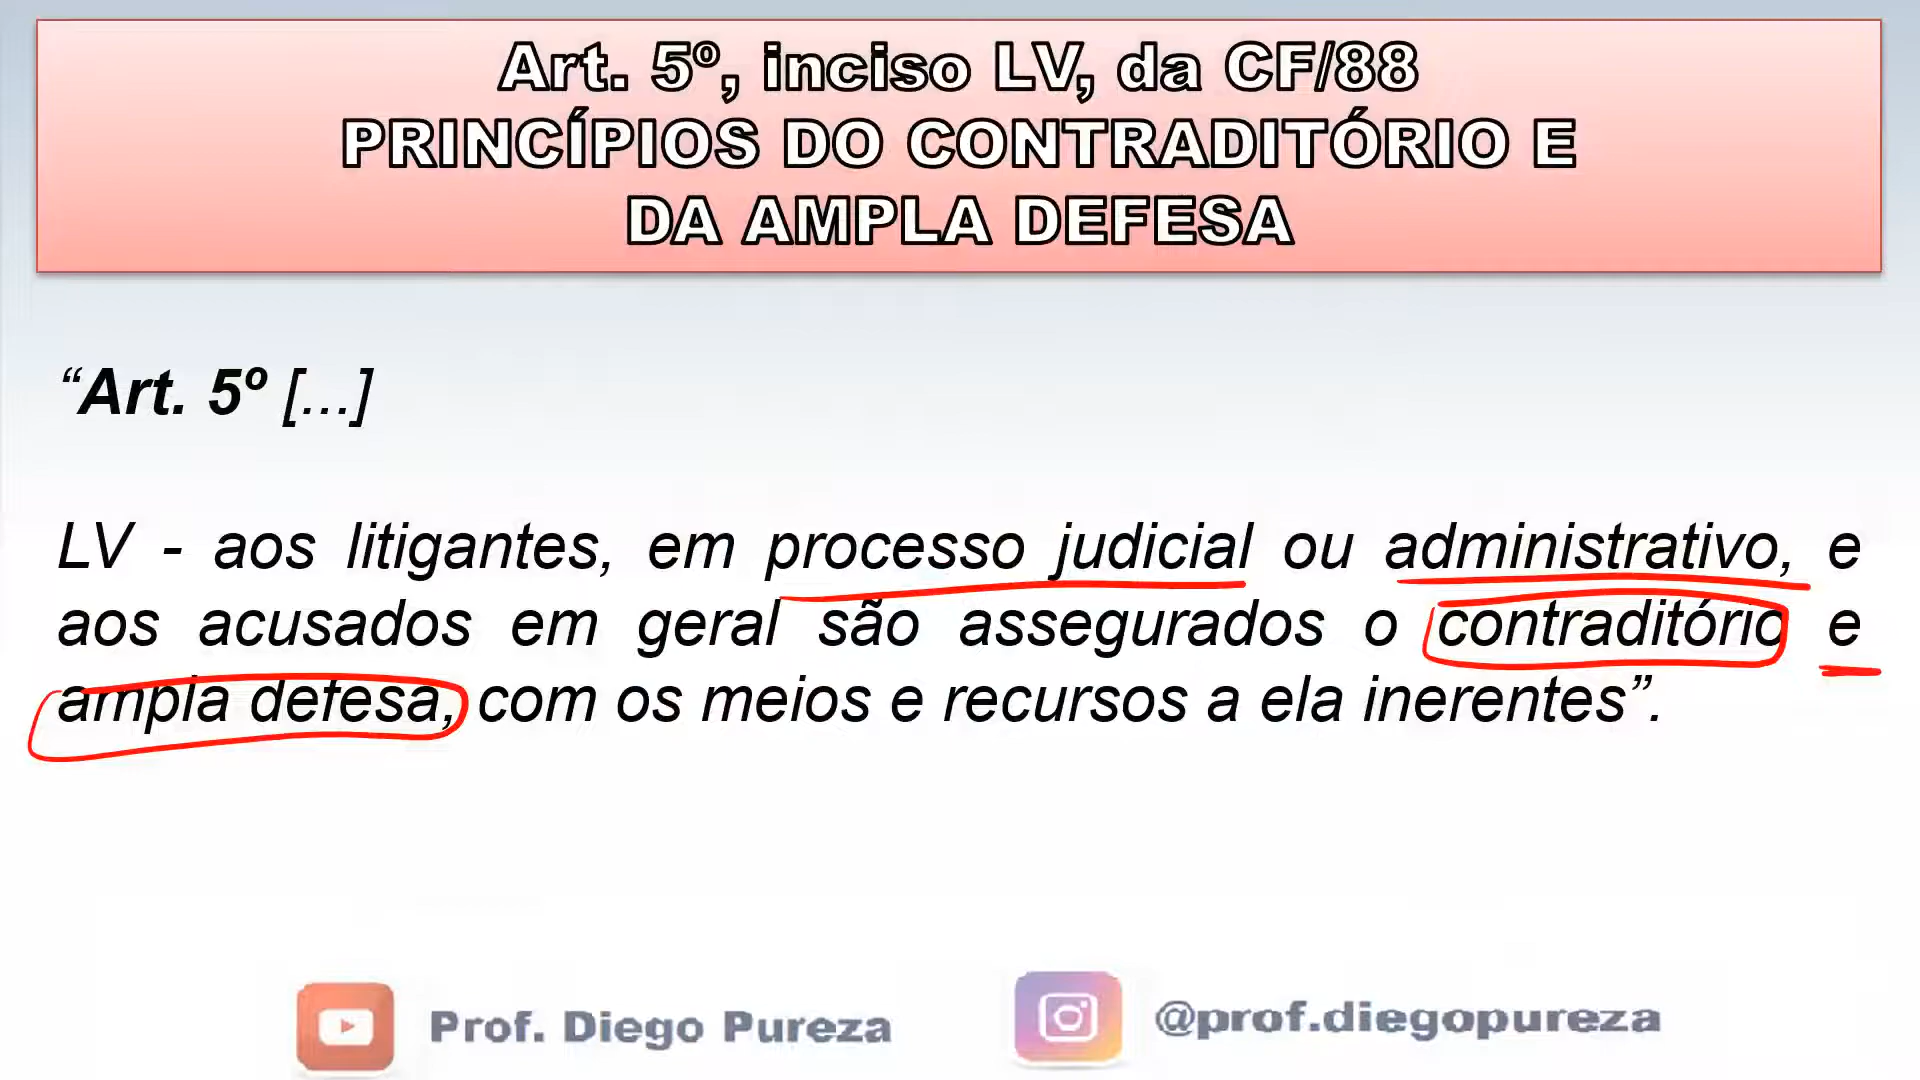 Art. 5º, inciso LV, da CF/88
PRINCÍPIOS DO CONTRADITÓRIO E
DA AMPLA DEFESA
“Art. 5º [...]
LV - aos litigantes, em processo judicial ou administrativo, e
aos acusados em geral são assegurados o contraditório e
ampla defesa, com os meios e recursos a ela inerentes”.
Prof. Diego Pureza
@prof.diegopureza